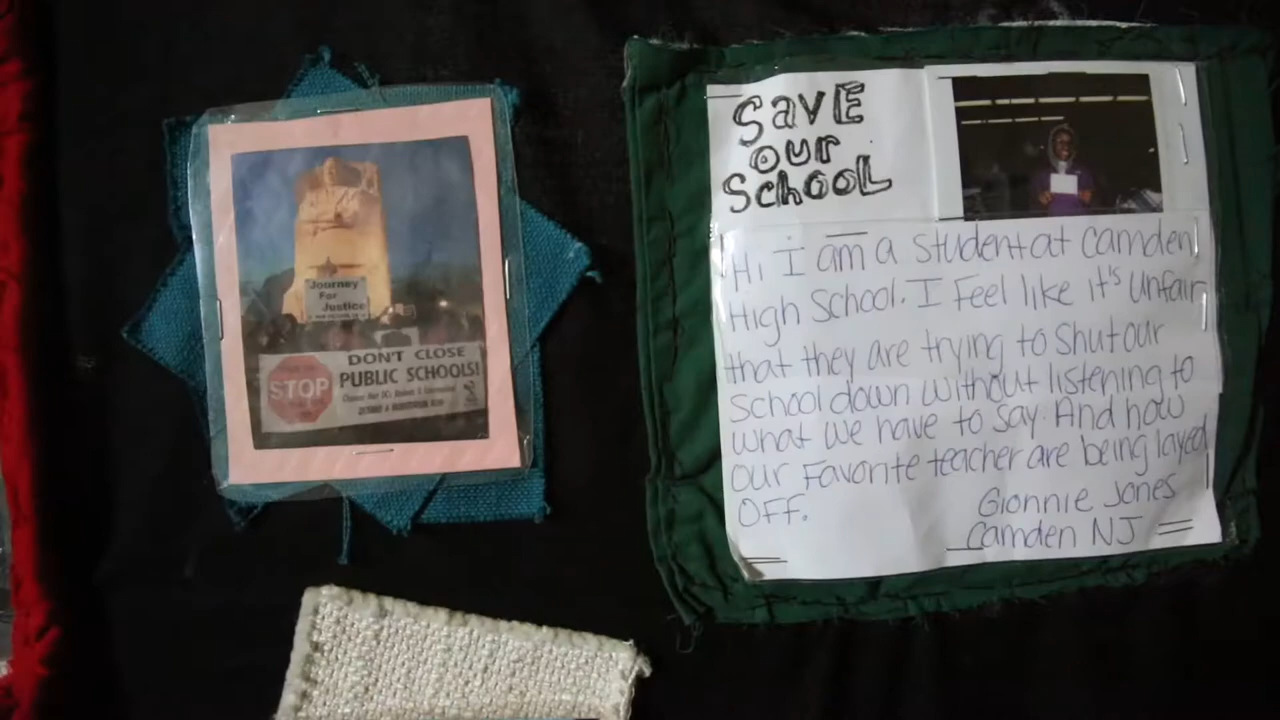 Journey
For
Justice
DON'T CLOSE
PUBLIC SCHOOLS!
STOP
SAVE
our
School
Hi I am a student at Camden
High School. I Feel like it's unfair
that they are trying to shut our
School down without listening to
what we have to say. And now
our Favorite teacher are being layed
OFF.
Gionnie Jones
Camden NJ